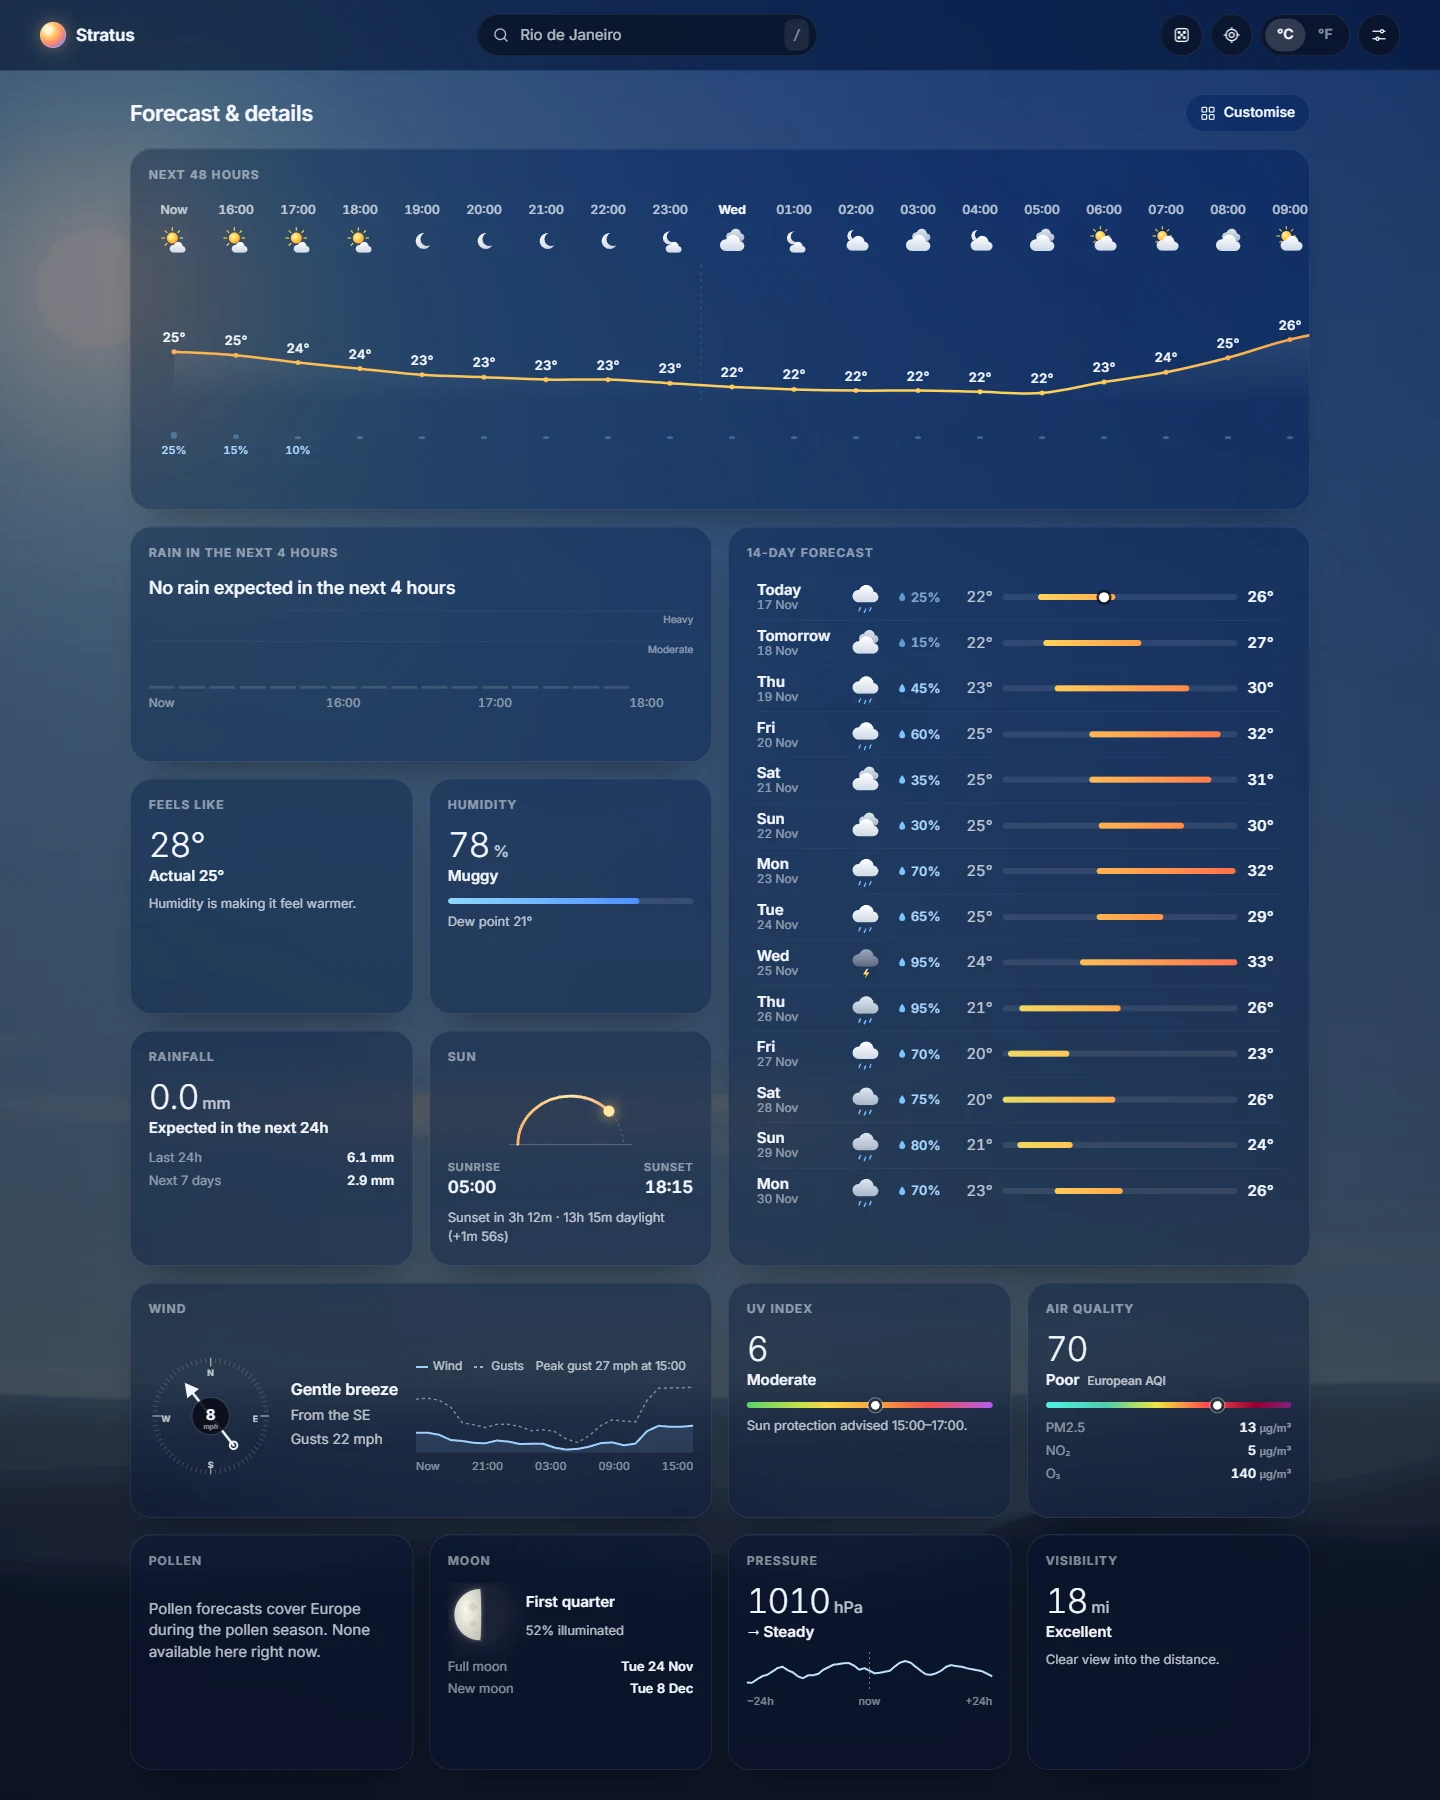 Stratus
Rio de Janeiro
/
°C
°F
Forecast & details
Customise
NEXT 48 HOURS
Now 16:00 17:00 18:00 19:00 20:00 21:00 22:00 23:00 Wed 01:00 02:00 03:00 04:00 05:00 06:00 07:00 08:00 09:00
25° 25° 24° 24° 23° 23° 23° 23° 23° 22° 22° 22° 22° 22° 22° 23° 24° 25° 26°
25% 15% 10%
RAIN IN THE NEXT 4 HOURS
No rain expected in the next 4 hours
Heavy
Moderate
Now 16:00 17:00 18:00
14-DAY FORECAST
Today
17 Nov
25% 22° 26°
Tomorrow
18 Nov
15% 22° 27°
Thu
19 Nov
45% 23° 30°
Fri
20 Nov
60% 25° 32°
Sat
21 Nov
35% 25° 31°
Sun
22 Nov
30% 25° 30°
Mon
23 Nov
70% 25° 32°
Tue
24 Nov
65% 25° 29°
Wed
25 Nov
95% 24° 33°
Thu
26 Nov
95% 21° 26°
Fri
27 Nov
70% 20° 23°
Sat
28 Nov
75% 20° 26°
Sun
29 Nov
80% 21° 24°
Mon
30 Nov
70% 23° 26°
FEELS LIKE
28°
Actual 25°
Humidity is making it feel warmer.
HUMIDITY
78 %
Muggy
Dew point 21°
RAINFALL
0.0 mm
Expected in the next 24h
Last 24h 6.1 mm
Next 7 days 2.9 mm
SUN
SUNRISE SUNSET
05:00 18:15
Sunset in 3h 12m · 13h 15m daylight
(+1m 56s)
WIND
N
W 8 E
mph
S
Gentle breeze
From the SE
Gusts 22 mph
Wind Gusts Peak gust 27 mph at 15:00
Now 21:00 03:00 09:00 15:00
UV INDEX
6
Moderate
Sun protection advised 15:00–17:00.
AIR QUALITY
70
Poor European AQI
PM2.5 13 µg/m³
NO₂ 5 µg/m³
O₃ 140 µg/m³
POLLEN
Pollen forecasts cover Europe
during the pollen season. None
available here right now.
MOON
First quarter
52% illuminated
Full moon Tue 24 Nov
New moon Tue 8 Dec
PRESSURE
1010 hPa
→ Steady
−24h now +24h
VISIBILITY
18 mi
Excellent
Clear view into the distance.